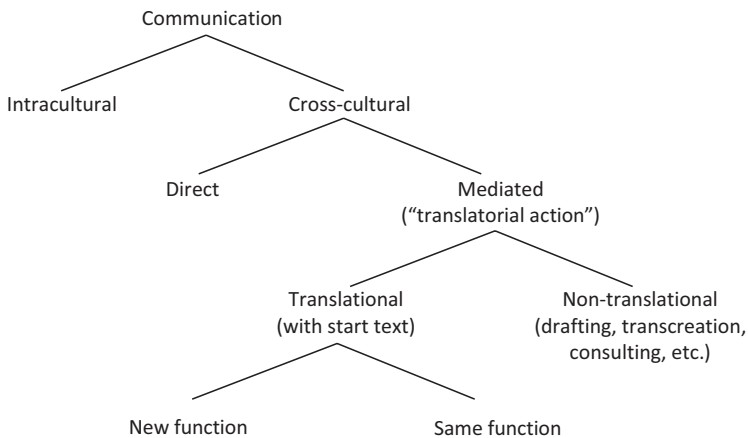 Communication
Intracultural
Cross-cultural
Direct
Mediated
(“translatorial action”)
Translational
(with start text)
Non-translational
(drafting, transcreation,
consulting, etc.)
New function
Same function